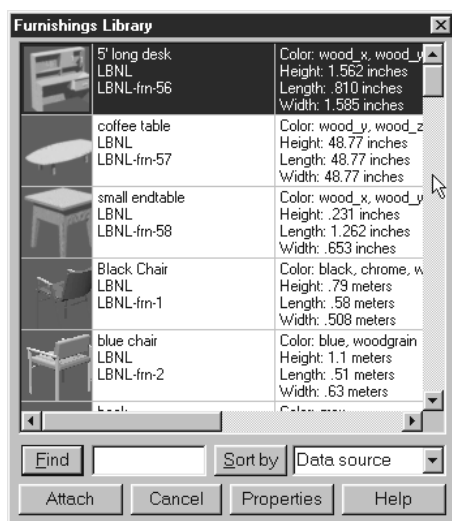 Furnishings Library
5' long desk
LBNL
LBNL-frn-56
Color: wood_x, wood_y
Height: 1.562 inches
Length: .810 inches
Width: 1.585 inches
coffee table
LBNL
LBNL-frn-57
Color: wood_y, wood_z
Height: 48.77 inches
Length: 48.77 inches
Width: 48.77 inches
small endtable
LBNL
LBNL-frn-58
Color: wood_x, wood_y
Height: .231 inches
Length: 1.262 inches
Width: .653 inches
Black Chair
LBNL
LBNL-frn-1
Color: black, chrome, w
Height: .79 meters
Length: .58 meters
Width: .508 meters
blue chair
LBNL
LBNL-frn-2
Color: blue, woodgrain
Height: 1.1 meters
Length: .51 meters
Width: .63 meters
Find
Sort by
Data source
Attach
Cancel
Properties
Help